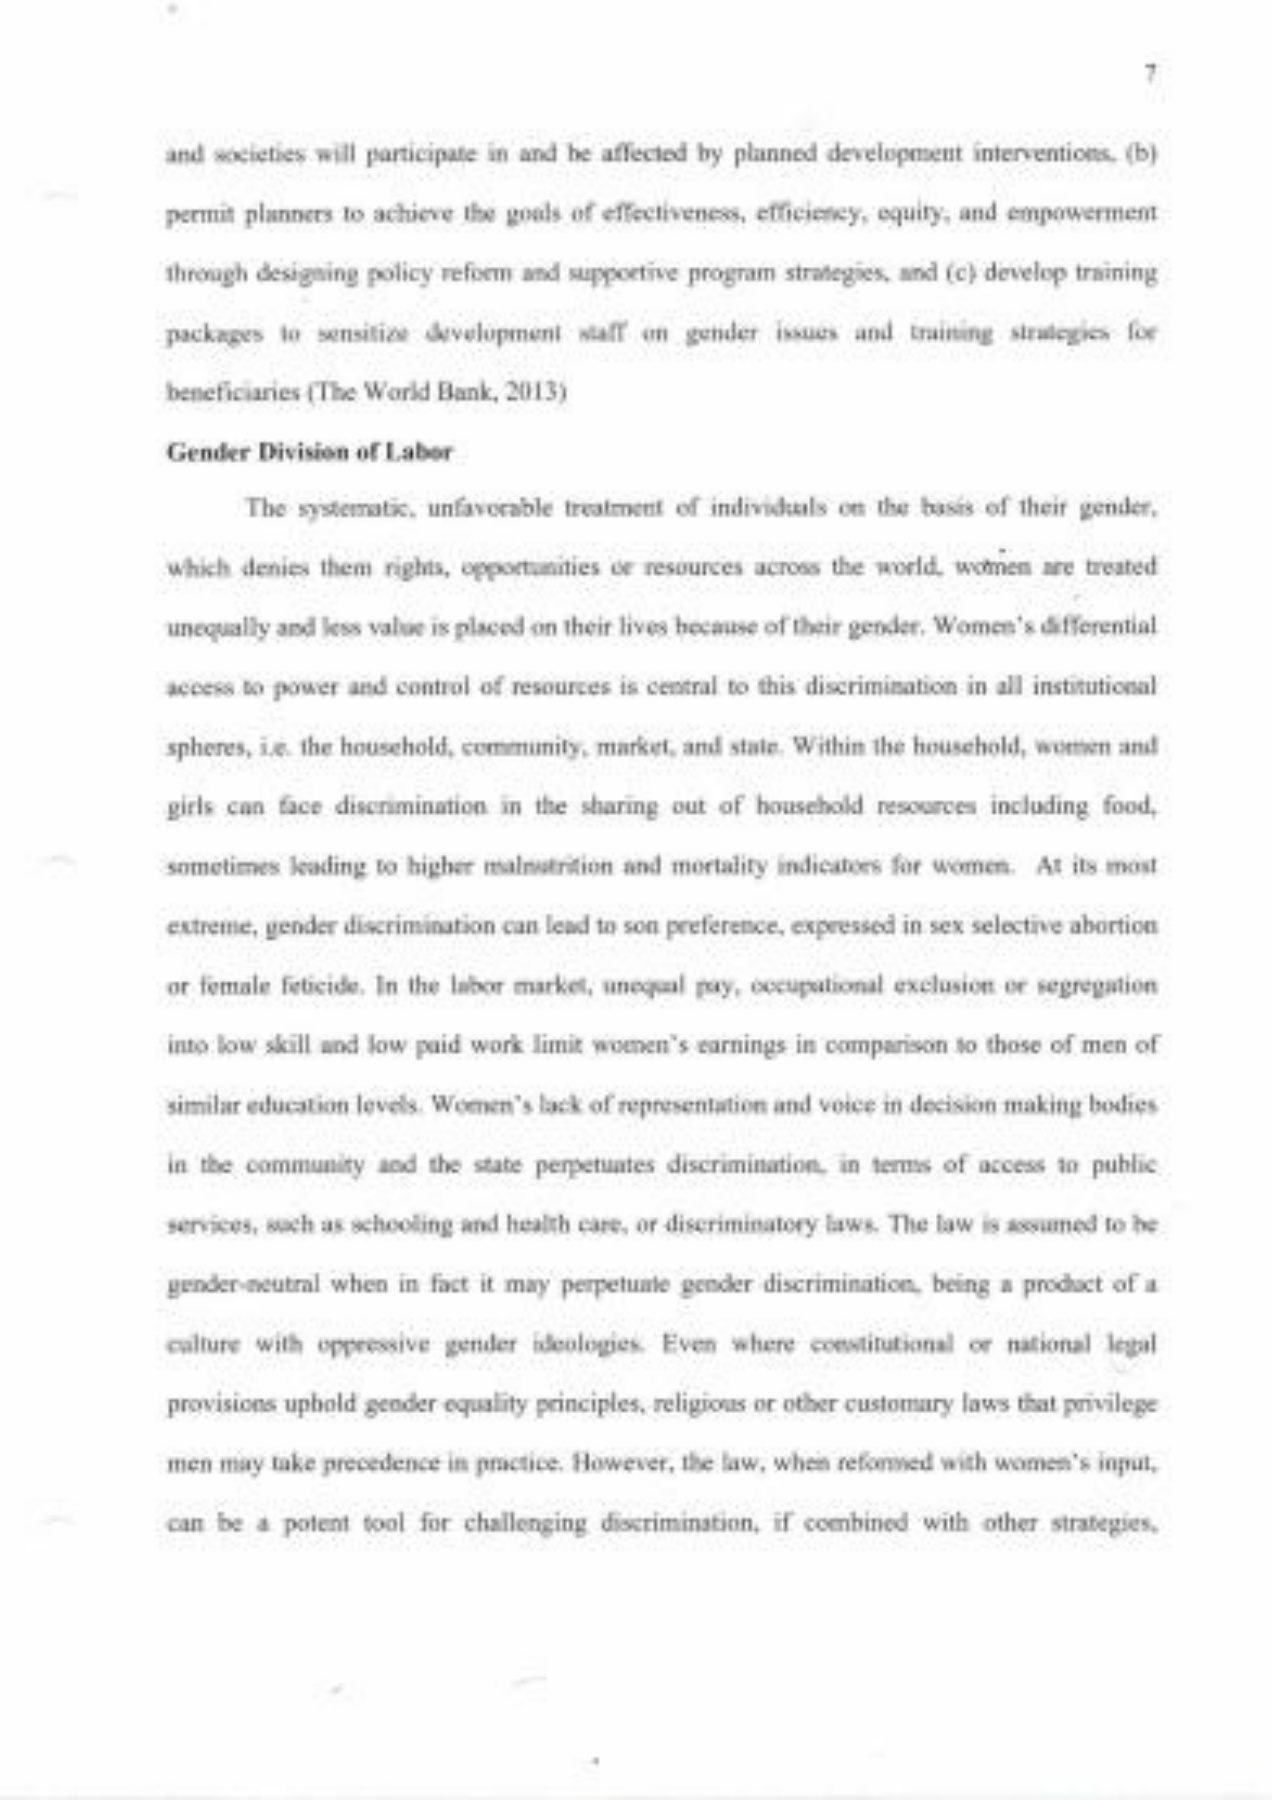 7
and societies will participate in and be affected by planned development interventions, (b)
permit planners to achieve the goals of effectiveness, efficiency, equity, and empowerment
through designing policy reform and supportive program strategies, and (c) develop training
packages to sensitize development staff on gender issues and training strategies for
beneficiaries (The World Bank, 2013)
Gender Division of Labor
The systematic, unfavorable treatment of individuals on the basis of their gender,
which denies them rights, opportunities or resources across the world, women are treated
unequally and less value is placed on their lives because of their gender. Women's differential
access to power and control of resources is central to this discrimination in all institutional
spheres, i.e. the household, community, market, and state. Within the household, women and
girls can face discrimination in the sharing out of household resources including food,
sometimes leading to higher malnutrition and mortality indicators for women. At its most
extreme, gender discrimination can lead to son preference, expressed in sex selective abortion
or female feticide. In the labor market, unequal pay, occupational exclusion or segregation
into low skill and low paid work limit women's earnings in comparison to those of men of
similar education levels. Women's lack of representation and voice in decision making bodies
in the community and the state perpetuates discrimination, in terms of access to public
services, such as schooling and health care, or discriminatory laws. The law is assumed to be
gender-neutral when in fact it may perpetuate gender discrimination, being a product of a
culture with oppressive gender ideologies. Even where constitutional or national legal
provisions uphold gender equality principles, religious or other customary laws that privilege
men may take precedence in practice. However, the law, when reformed with women's input,
can be a potent tool for challenging discrimination, if combined with other strategies,